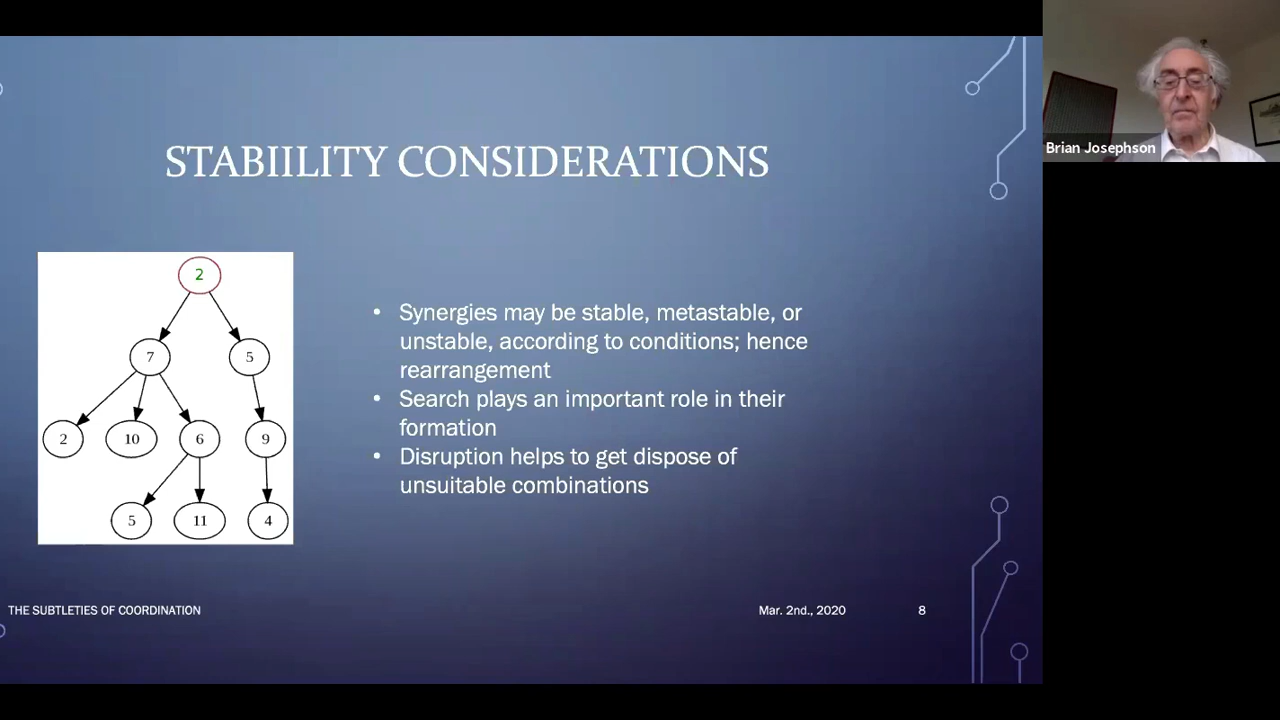 Brian Josephson
STABIILITY CONSIDERATIONS
2
7
5
2
10
6
9
5
11
4
• Synergies may be stable, metastable, or
unstable, according to conditions; hence
rearrangement
• Search plays an important role in their
formation
• Disruption helps to get dispose of
unsuitable combinations
THE SUBTLETIES OF COORDINATION
Mar. 2nd., 2020
8